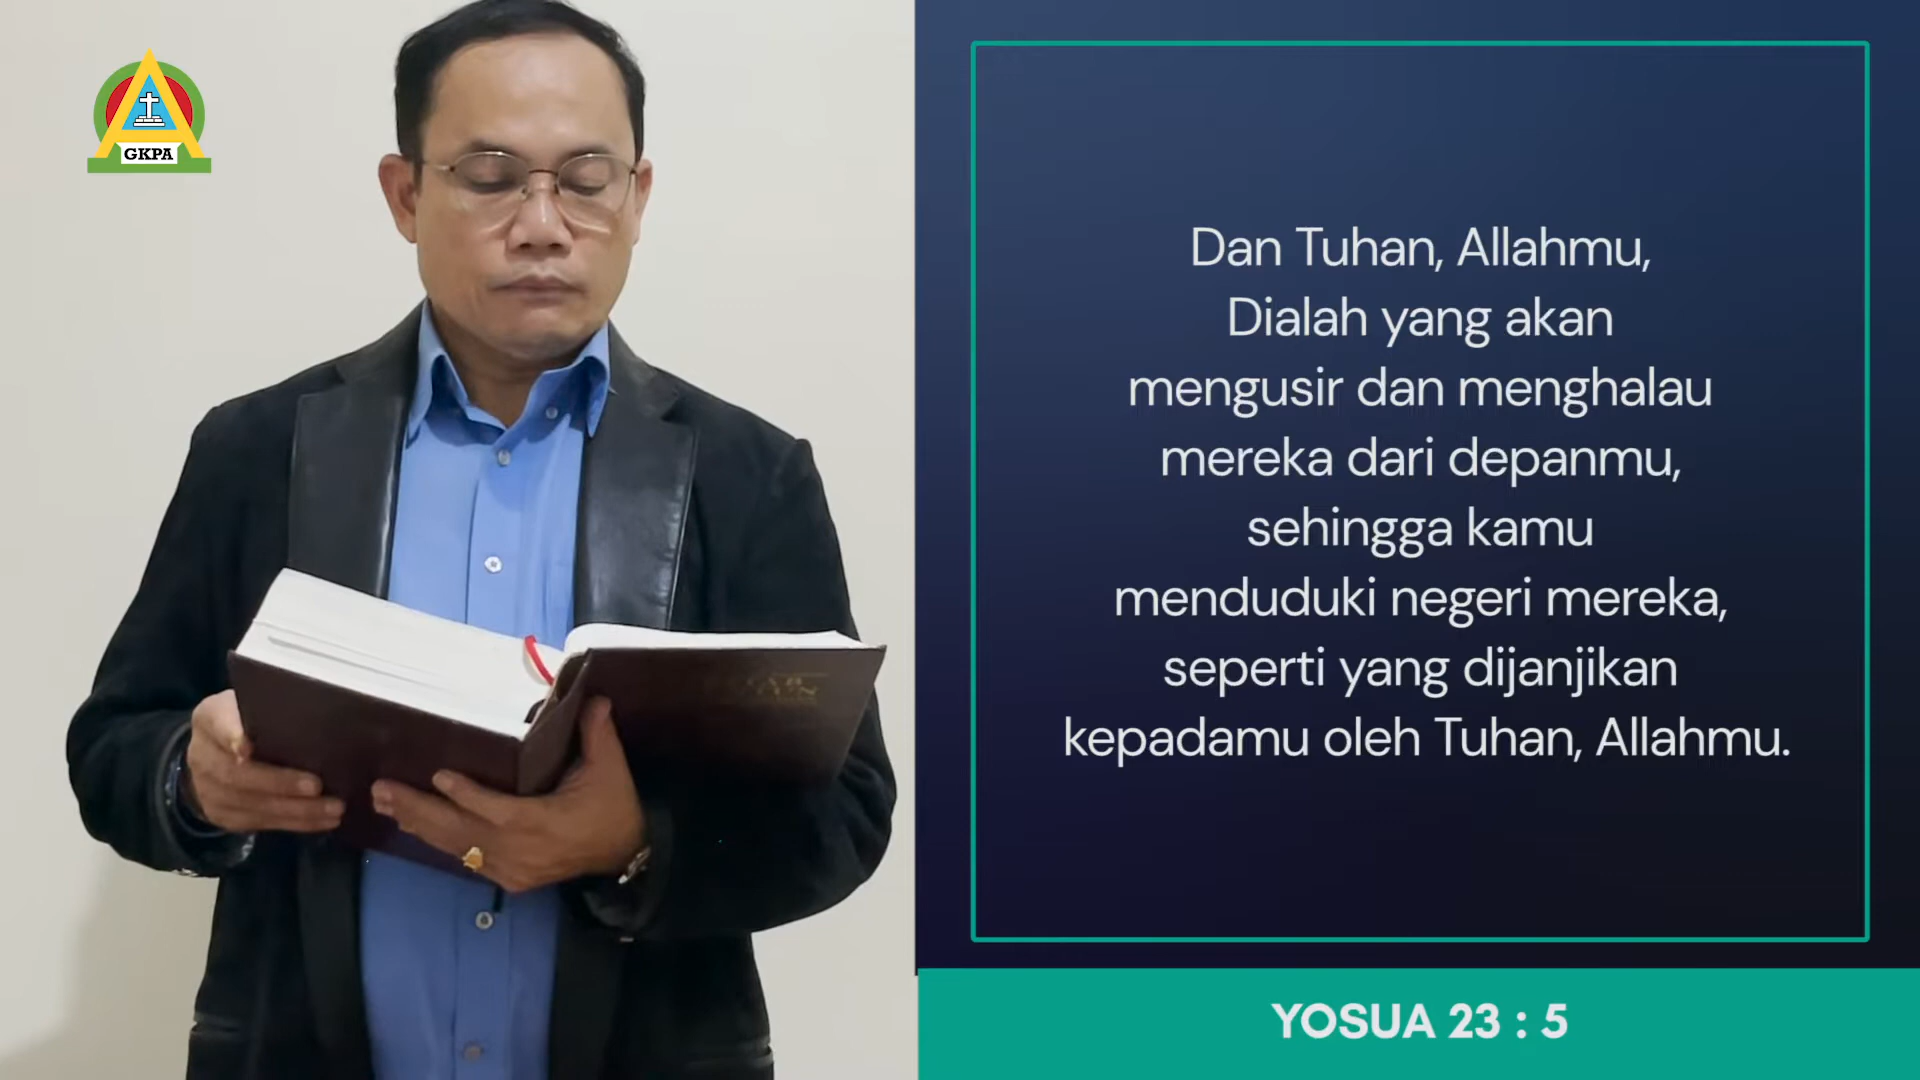 GKPA
Dan Tuhan, Allahmu,
Dialah yang akan
mengusir dan menghalau
mereka dari depanmu,
sehingga kamu
menduduki negeri mereka,
seperti yang dijanjikan
kepadamu oleh Tuhan, Allahmu.
YOSUA 23 : 5